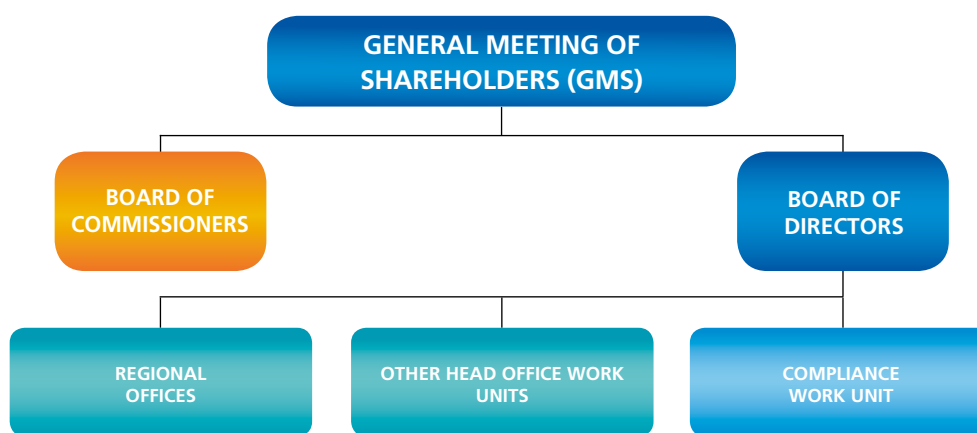 GENERAL MEETING OF
SHAREHOLDERS (GMS)
BOARD OF
COMMISSIONERS
BOARD OF
DIRECTORS
REGIONAL
OFFICES
OTHER HEAD OFFICE WORK
UNITS
COMPLIANCE
WORK UNIT